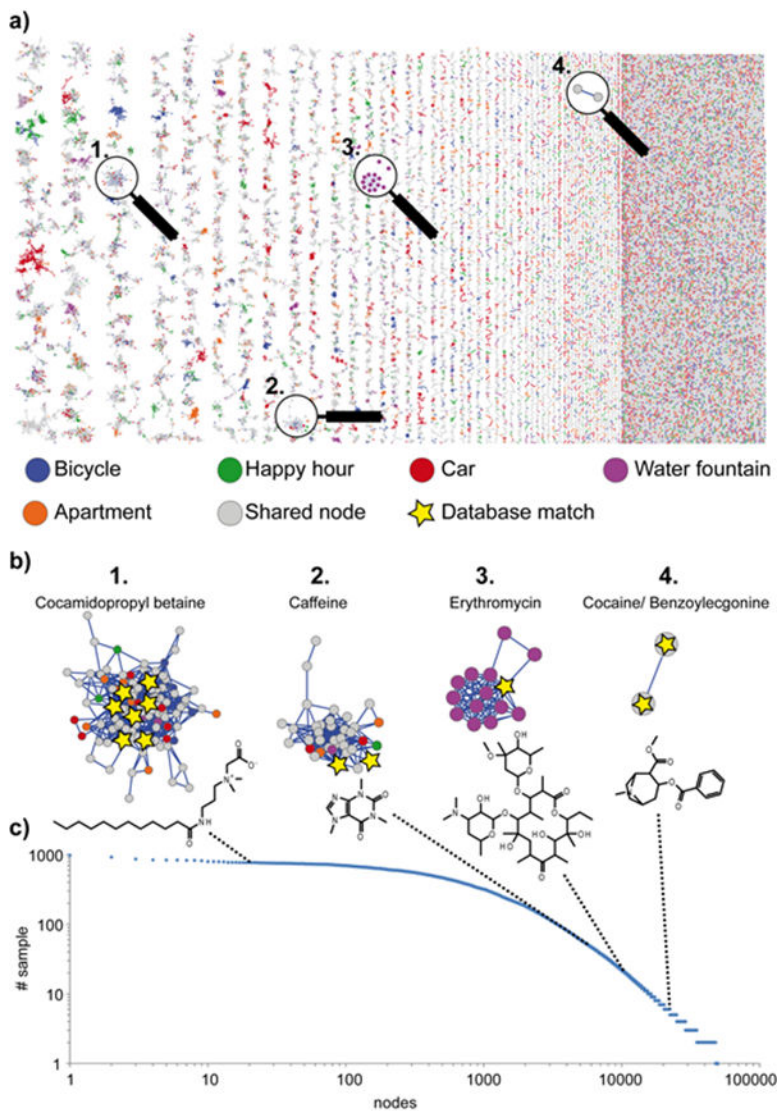 a)
1.
2.
3.
4.
Bicycle Happy hour Car Water fountain
Apartment Shared node Database match
b)
1. 2. 3. 4.
Cocamidopropyl betaine Caffeine Erythromycin Cocaine/ Benzoylecgonine
c)
# sample
1000
100
10
1
1 10 100 1000 10000 100000
nodes